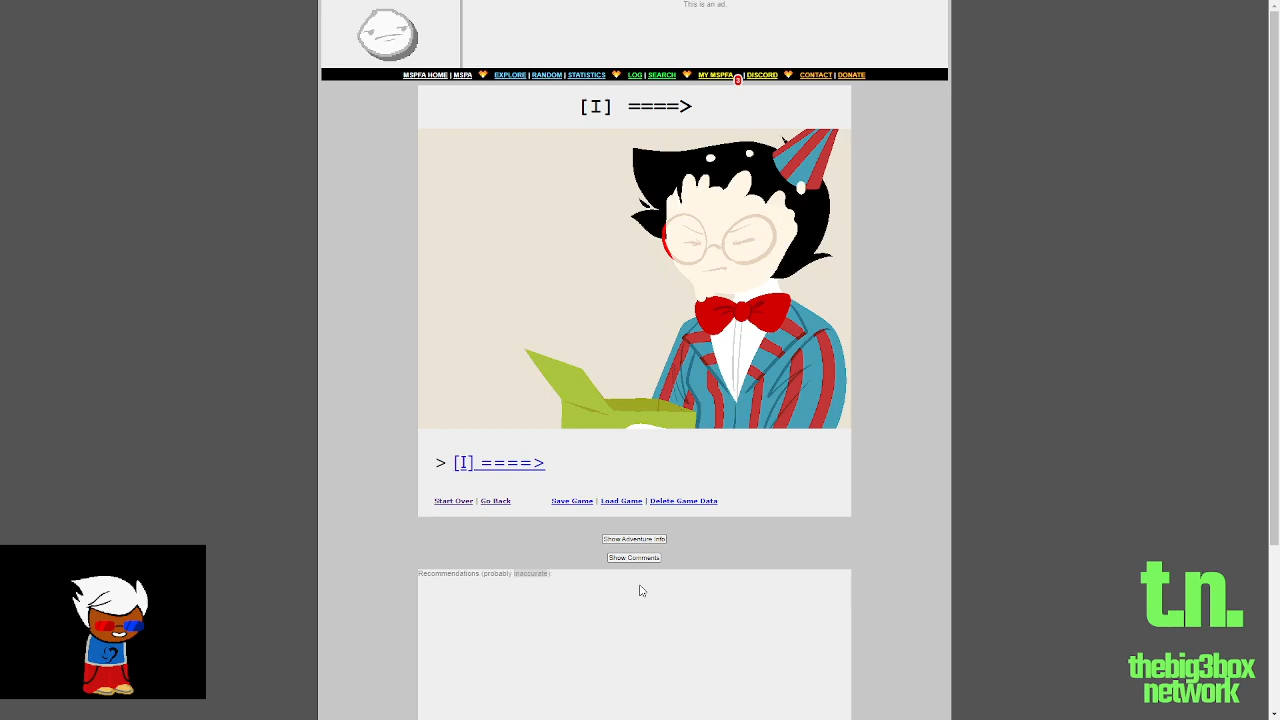 This is an ad.
MSPFA HOME | MSPA EXPLORE | RANDOM | STATISTICS LOG | SEARCH MY MSPFA | DISCORD CONTACT | DONATE
3
[I] ====>
> [I] ====>
Start Over | Go Back Save Game | Load Game | Delete Game Data
Show Adventure Info
Show Comments
Recommendations (probably inaccurate):
t.n.
thebig3box
network